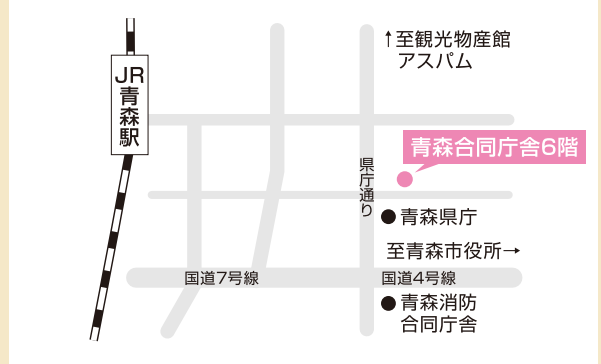 ↑至観光物産館
アスパム
JR
青森駅
青森合同庁舎6階
県庁通り
青森県庁
至青森市役所→
国道7号線
国道4号線
青森消防
合同庁舎